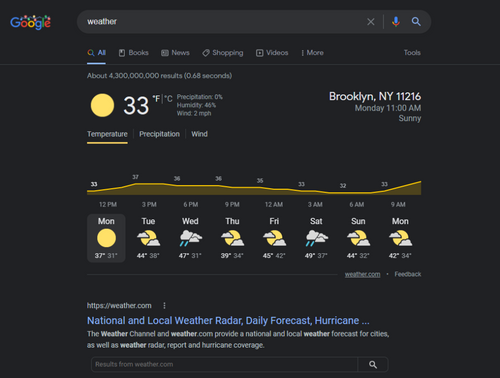 Google
weather
All Books News Shopping Videos More Tools
About 4,300,000,000 results (0.68 seconds)
33 °F | °C
Precipitation: 0%
Humidity: 46%
Wind: 2 mph
Brooklyn, NY 11216
Monday 11:00 AM
Sunny
Temperature | Precipitation | Wind
33 37 36 36 35 33 32 33
12 PM 3 PM 6 PM 9 PM 12 AM 3 AM 6 AM 9 AM
Mon Tue Wed Thu Fri Sat Sun Mon
37° 31° 44° 38° 47° 31° 39° 34° 45° 42° 49° 37° 44° 32° 42° 34°
weather.com • Feedback
https://weather.com
National and Local Weather Radar, Daily Forecast, Hurricane ...
The Weather Channel and weather.com provide a national and local weather forecast for cities,
as well as weather radar, report and hurricane coverage.
Results from weather.com